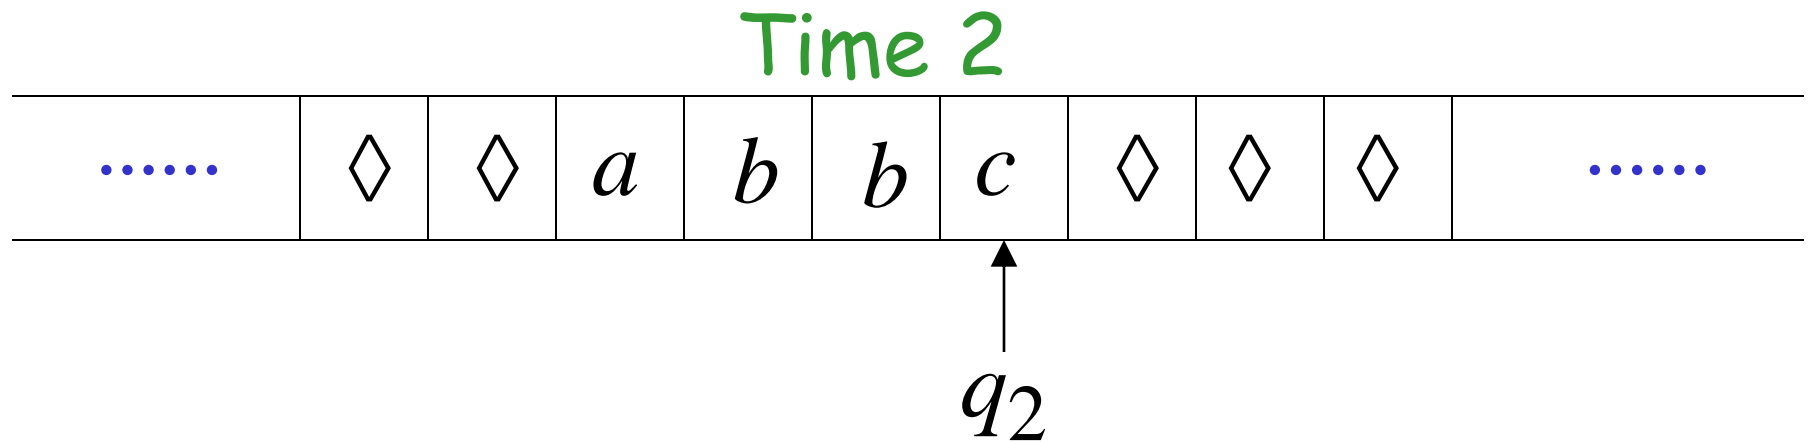 Time 2
...... ◊ ◊ a b b c ◊ ◊ ◊ ......
q2